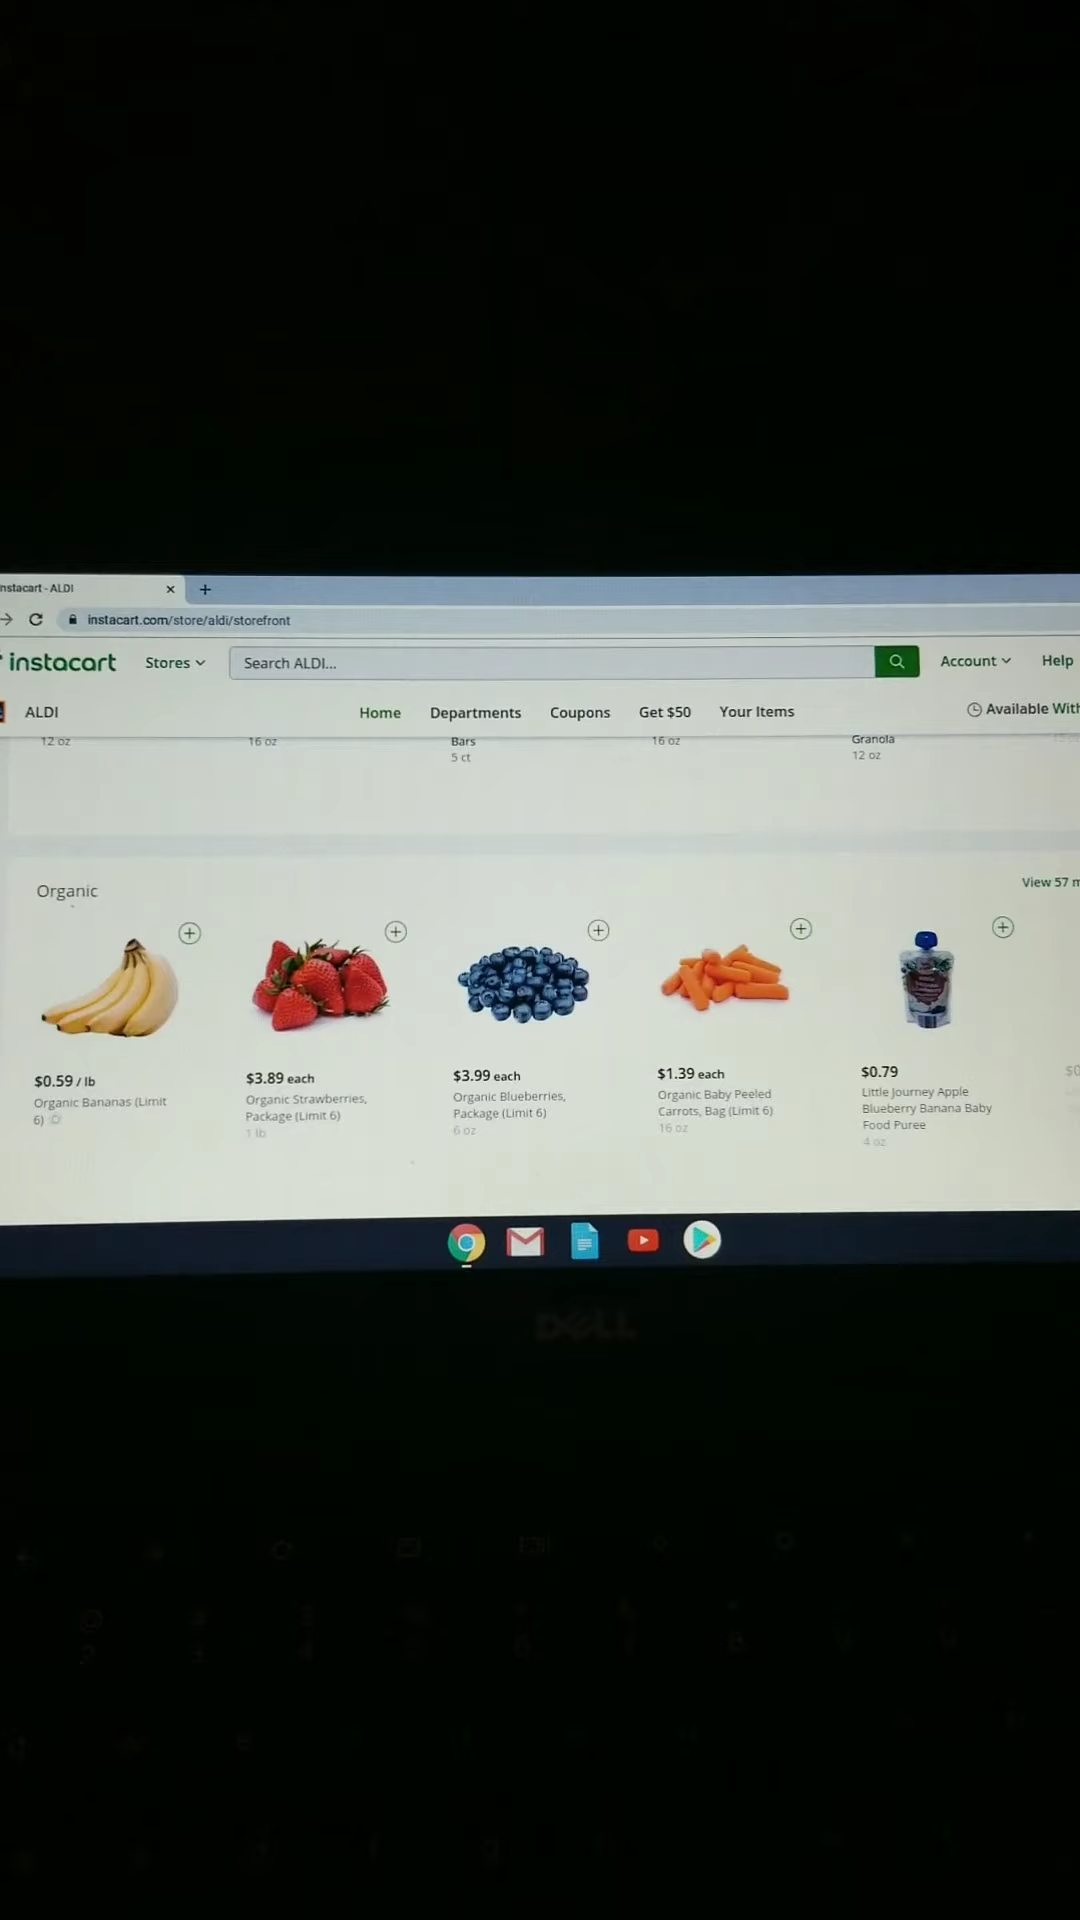 nstacart - ALDI
instacart.com/store/aldi/storefront
instacart
Stores
Search ALDI...
Account
Help
ALDI
Home
Departments
Coupons
Get $50
Your Items
Available With
12 oz
16 oz
Bars
5 ct
16 oz
Granola
12 oz
Organic
View 57 m
$0.59 / lb
Organic Bananas (Limit
6)
$3.89 each
Organic Strawberries,
Package (Limit 6)
1 lb
$3.99 each
Organic Blueberries,
Package (Limit 6)
6 oz
$1.39 each
Organic Baby Peeled
Carrots, Bag (Limit 6)
16 oz
$0.79
Little Journey Apple
Blueberry Banana Baby
Food Puree
4 oz
$0
DELL